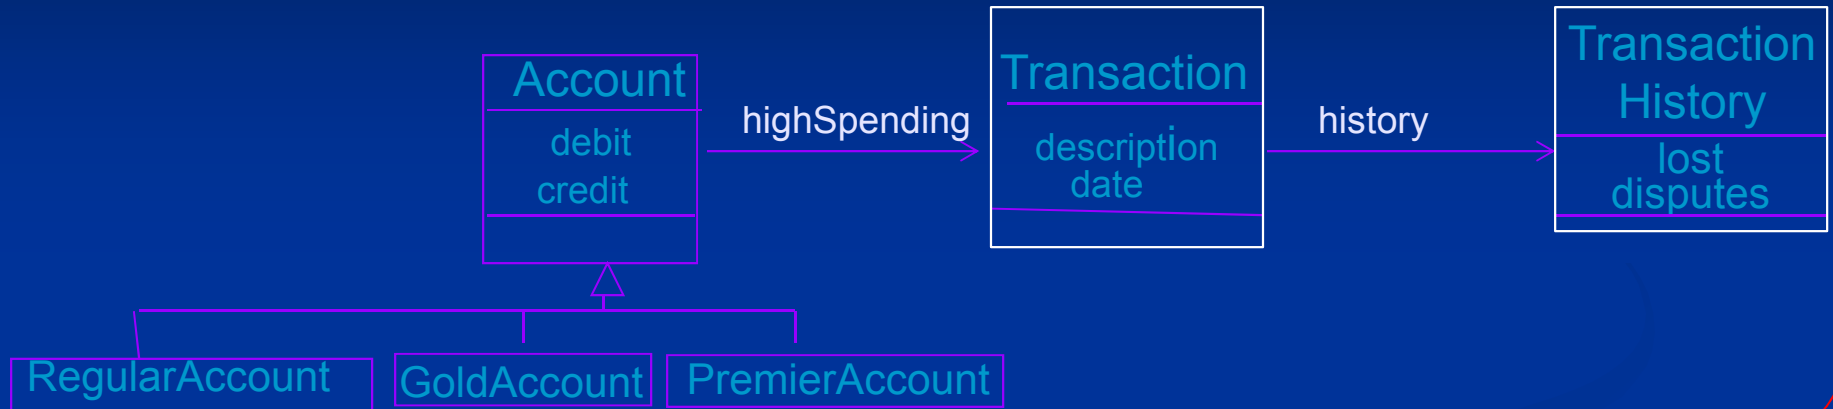 Account
debit
credit
highSpending
Transaction
description
date
history
Transaction
History
lost
disputes
RegularAccount
GoldAccount
PremierAccount